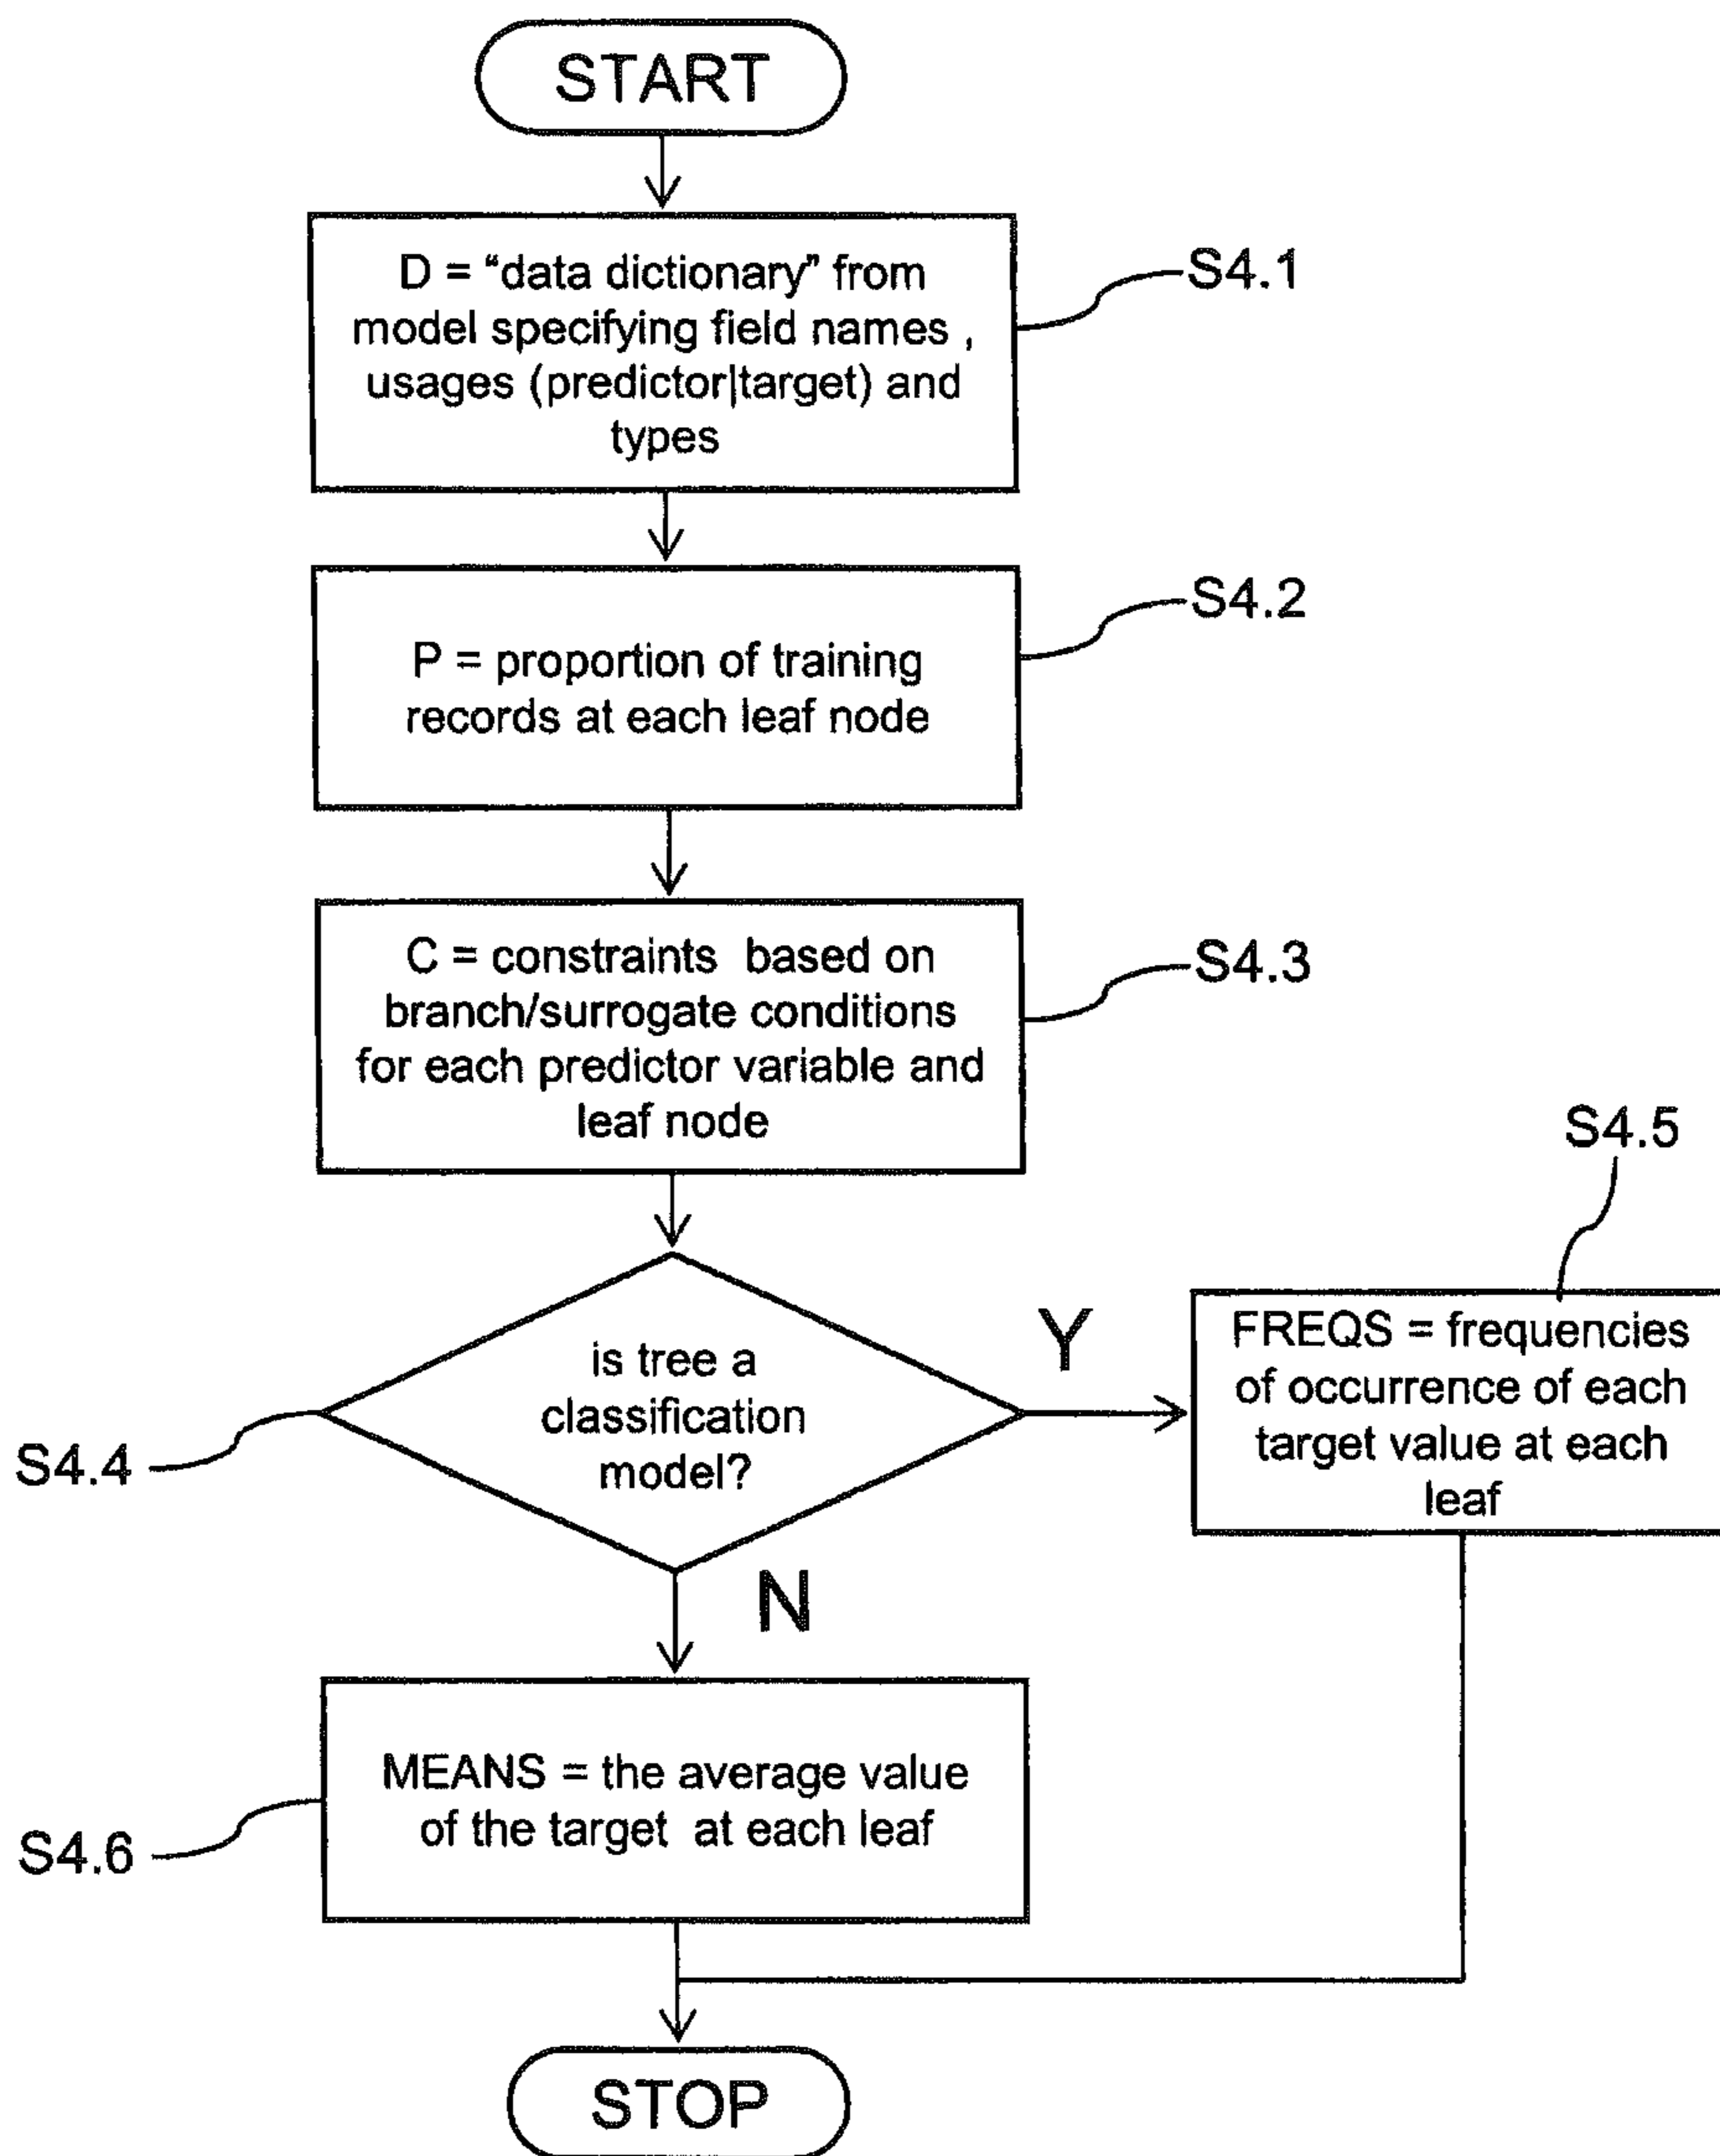 START
D = “data dictionary” from
model specifying field names ,
usages (predictor|target) and
types
S4.1
P = proportion of training
records at each leaf node
S4.2
C = constraints based on
branch/surrogate conditions
for each predictor variable and
leaf node
S4.3
is tree a
classification
model?
S4.4
Y
FREQS = frequencies
of occurrence of each
target value at each
leaf
S4.5
N
MEANS = the average value
of the target at each leaf
S4.6
STOP